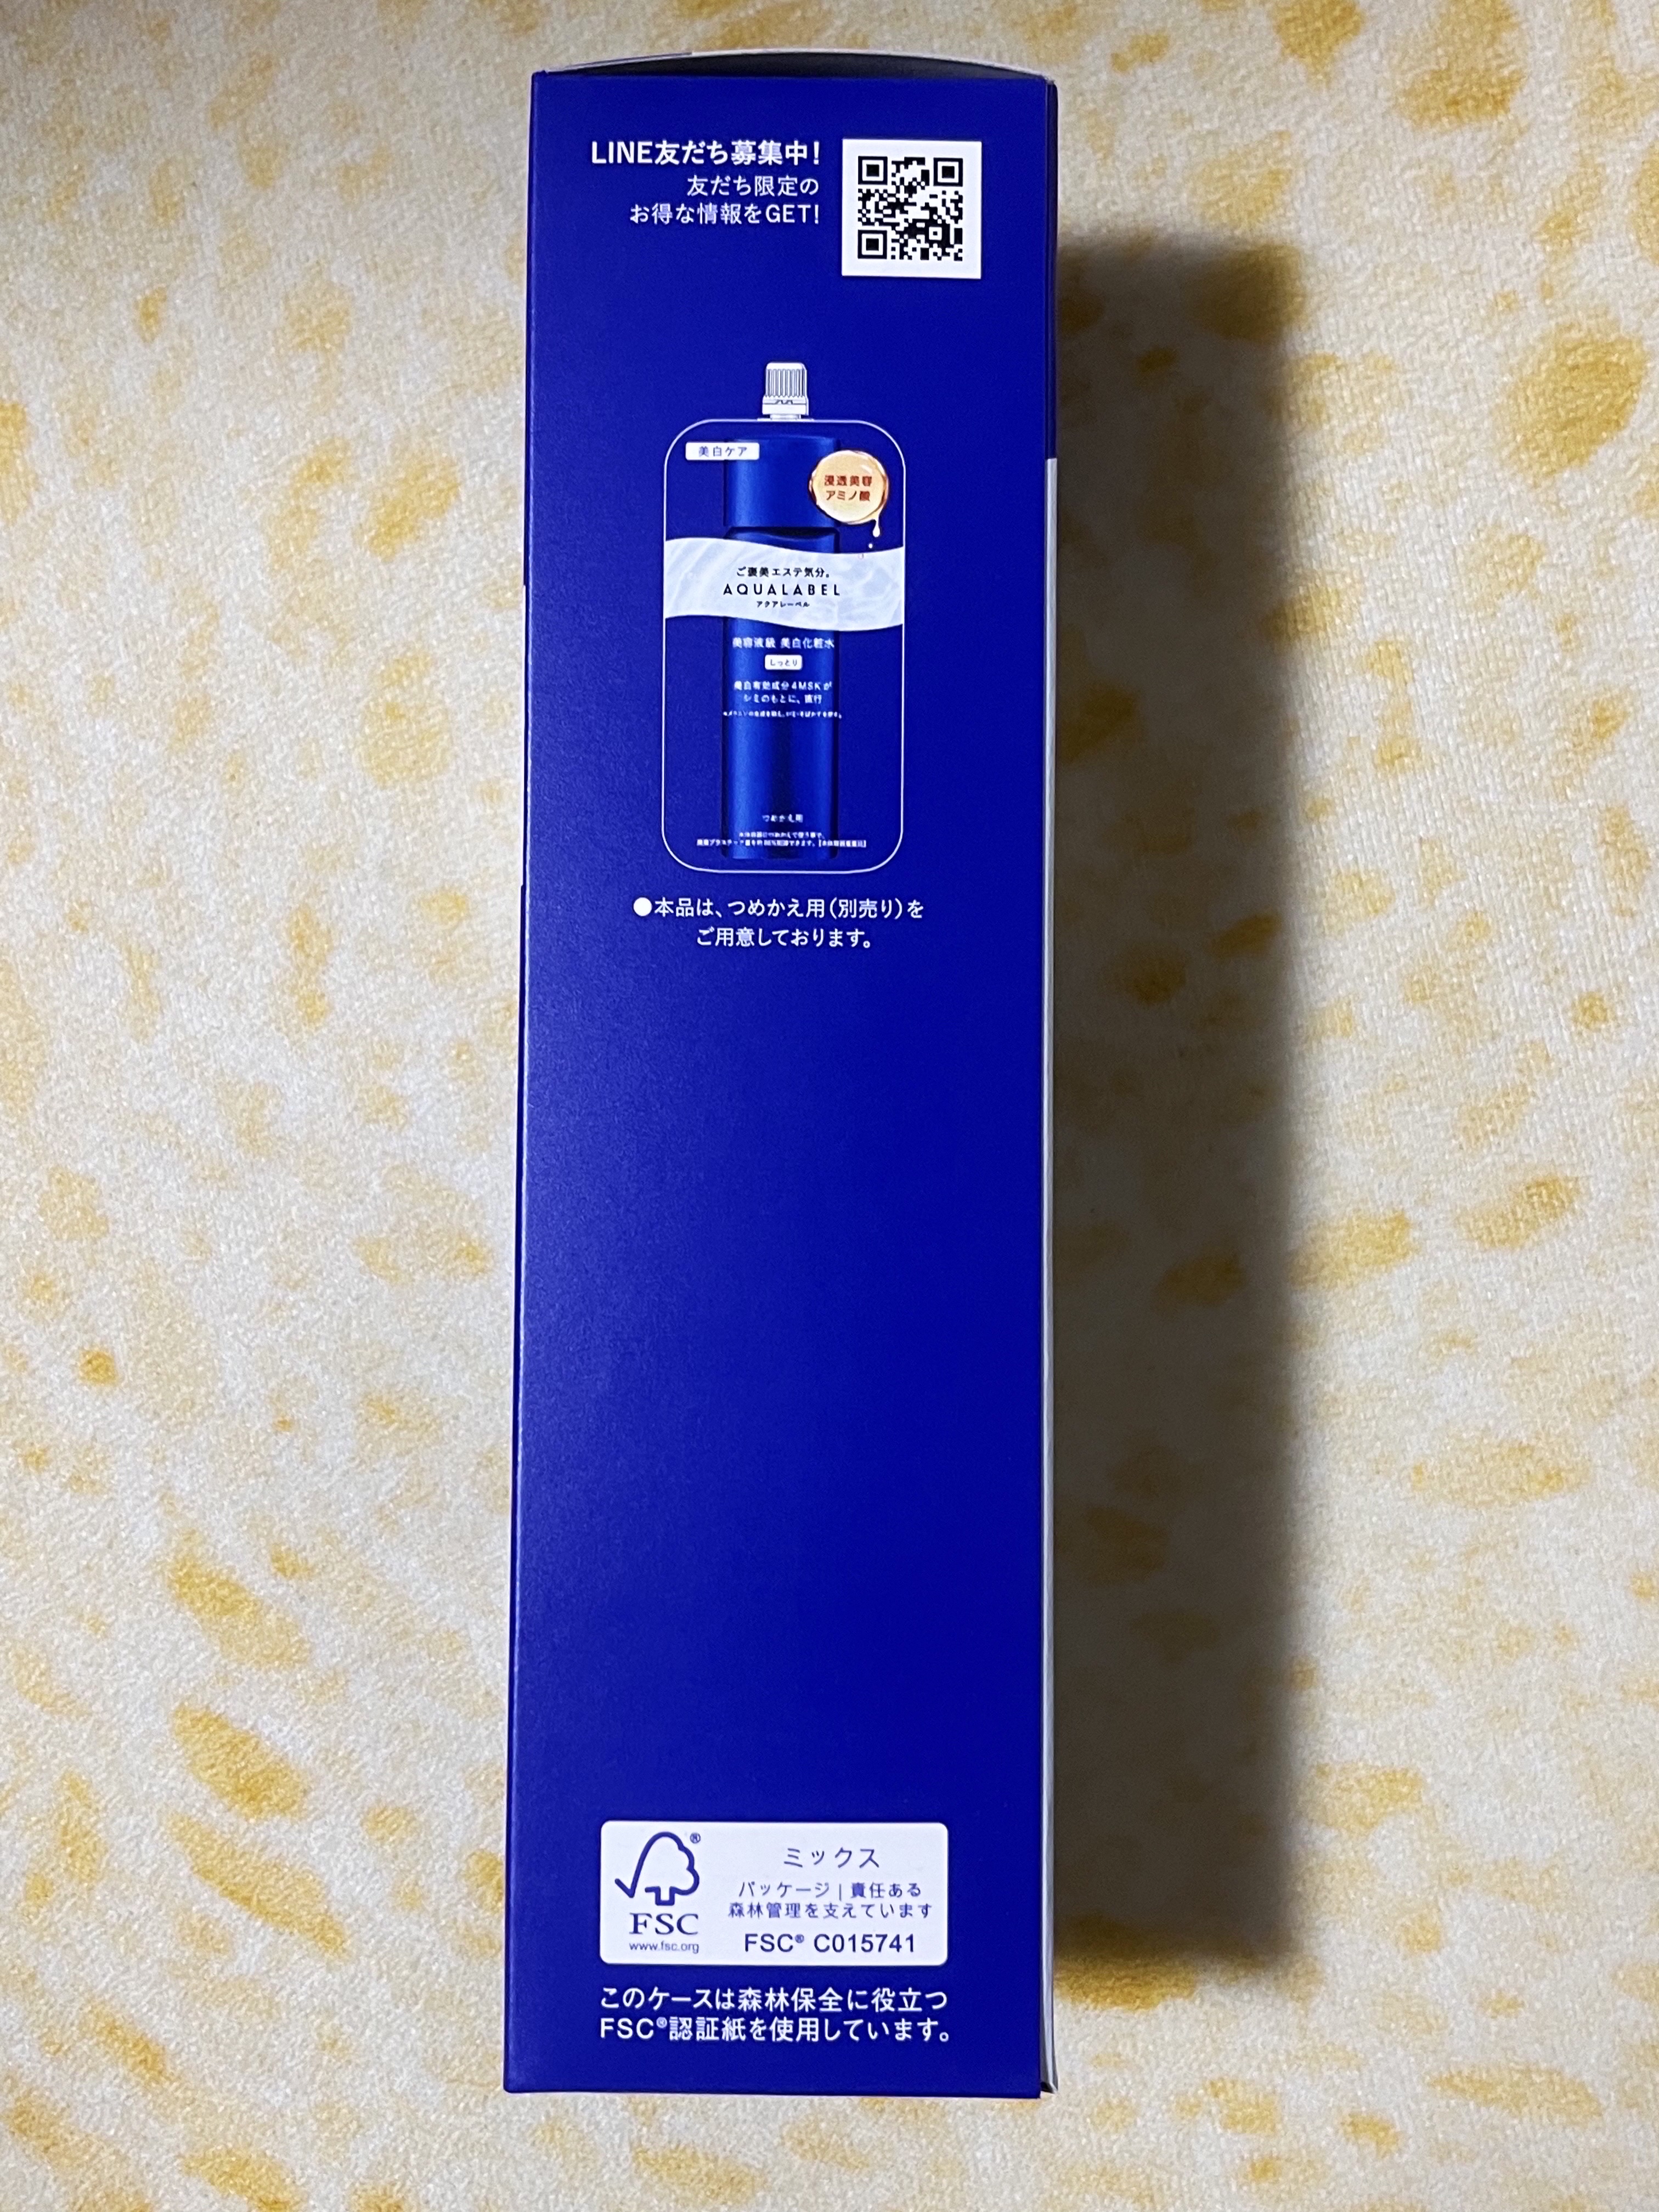 LINE友だち募集中！
友だち限定の
お得な情報をGET！
美白ケア
浸透美容
アミノ酸
ご褒美エステ気分。
AQUALABEL
アクアレーベル
美容液級 美白化粧水
しっとり
美白有効成分4MSKが
シミのもとに、直行
つめかえ用
●本品は、つめかえ用（別売り）を
ご用意しております。
®
FSC
www.fsc.org
ミックス
パッケージ｜責任ある
森林管理を支えています
FSC® C015741
このケースは森林保全に役立つ
FSC®認証紙を使用しています。